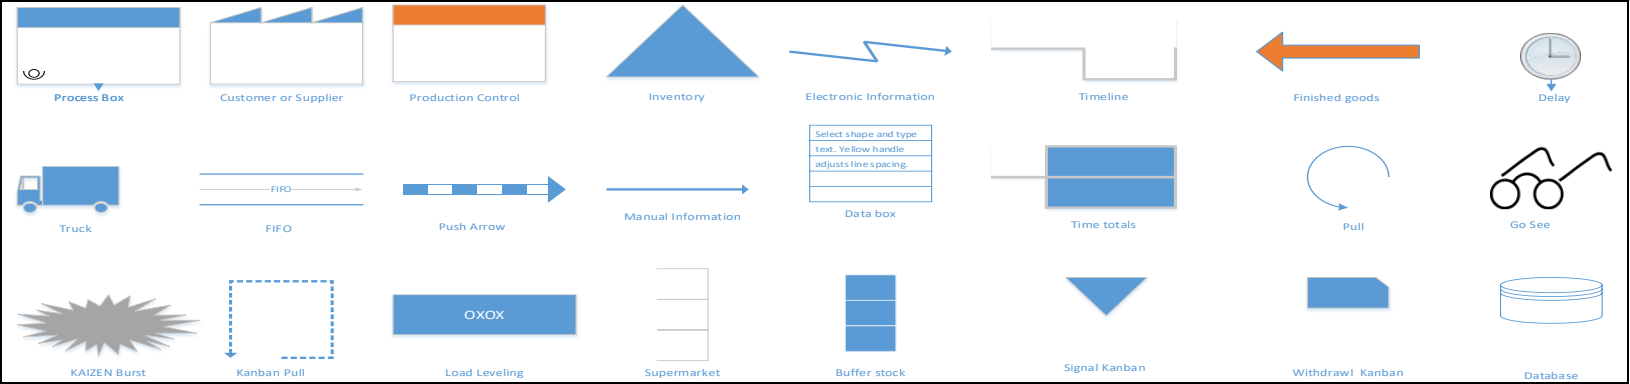 Process Box
Customer or Supplier
Production Control
Inventory
Electronic Information
Timeline
Finished goods
Delay
Truck
FIFO
FIFO
Push Arrow
Manual Information
Select shape and type
text. Yellow handle
adjusts line spacing.
Data box
Time totals
Pull
Go See
KAIZEN Burst
Kanban Pull
OXOX
Load Leveling
Supermarket
Buffer stock
Signal Kanban
Withdrawl Kanban
Database